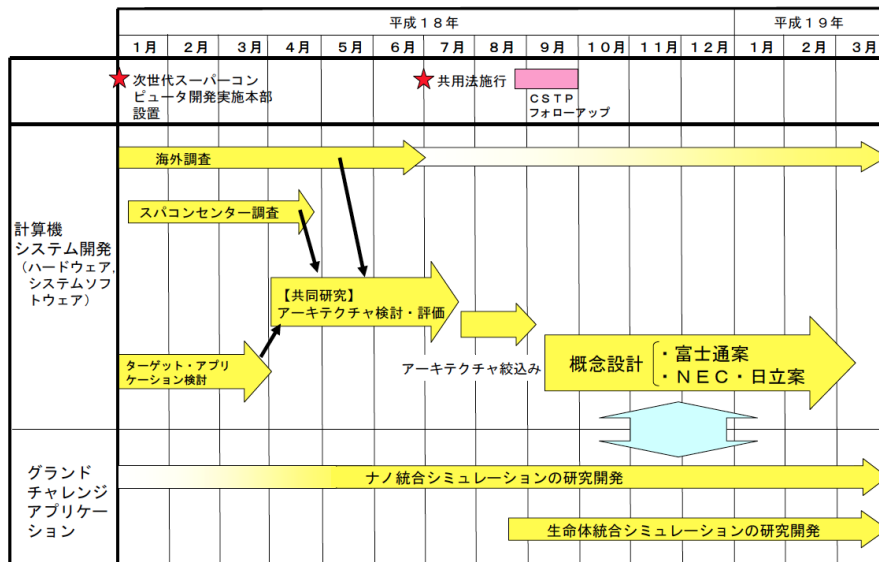 平成18年
平成19年
1月 2月 3月 4月 5月 6月 7月 8月 9月 10月 11月 12月 1月 2月 3月
次世代スーパーコン
ピュータ開発実施本部
設置
共用法施行
ＣＳＴＰ
フォローアップ
計算機
システム開発
（ハードウェア,
システムソフ
トウェア）
海外調査
スパコンセンター調査
【共同研究】
アーキテクチャ検討・評価
ターゲット・アプリ
ケーション検討
アーキテクチャ絞込み
概念設計
・富士通案
・ＮＥＣ・日立案
グランド
チャレンジ
アプリケー
ション
ナノ統合シミュレーションの研究開発
生命体統合シミュレーションの研究開発